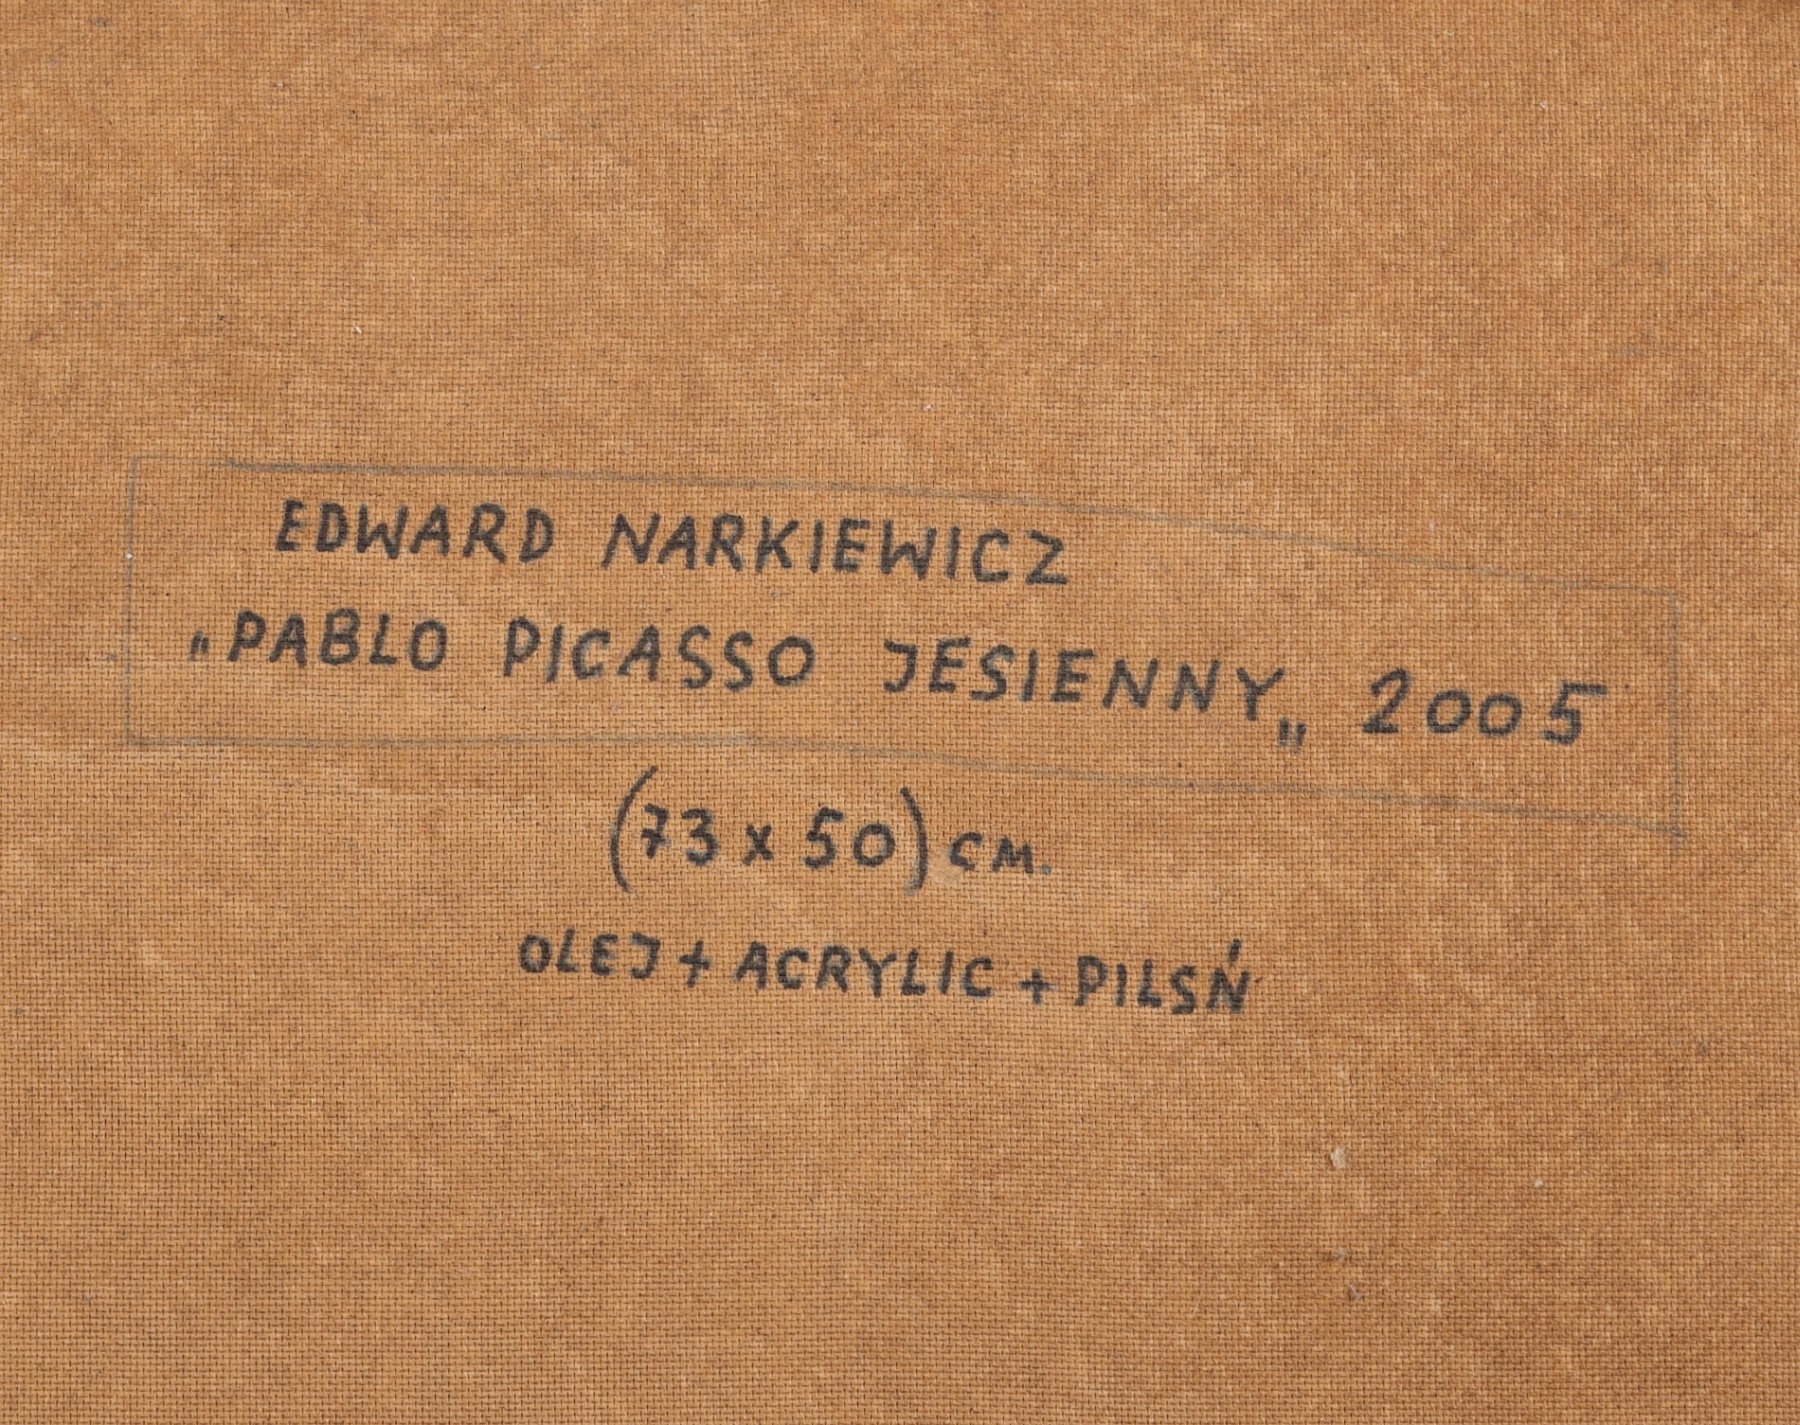 EDWARD NARKIEWICZ
„PABLO PICASSO JESIENNY„ 2005
(73 x 50) CM.
OLEJ + ACRYLIC + PILSŃ